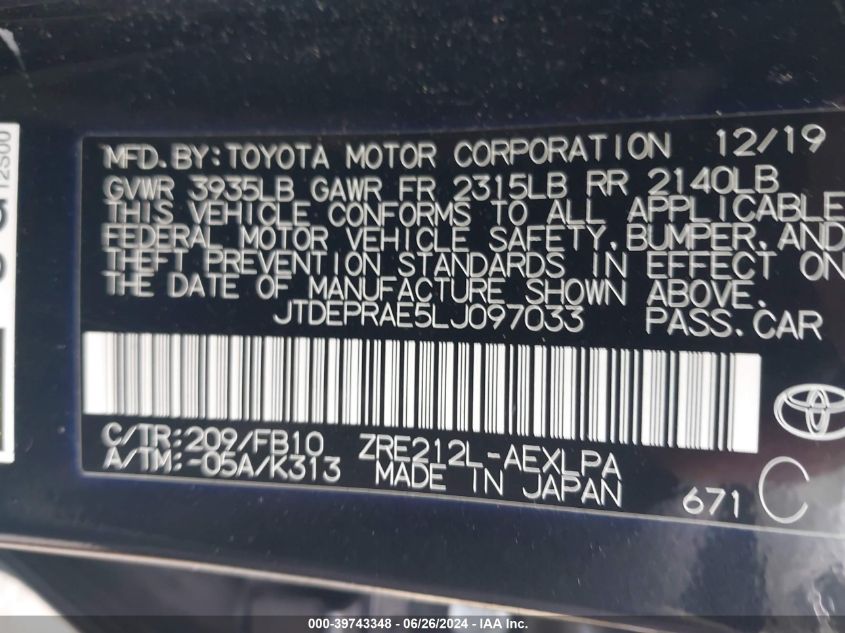 MFD. BY: TOYOTA MOTOR CORPORATION 12/19
GVWR 3935LB GAWR FR 2315LB RR 2140LB
THIS VEHICLE CONFORMS TO ALL APPLICABLE
FEDERAL MOTOR VEHICLE SAFETY, BUMPER, AND
THEFT PREVENTION STANDARDS IN EFFECT ON
THE DATE OF MANUFACTURE SHOWN ABOVE.
JTDEPRAE5LJ097033 PASS.CAR
C/TR:209/FB10 ZRE212L-AEXLPA
A/TM:-05A/K313 MADE IN JAPAN
671 C
12S00
000-39743348 - 06/26/2024 - IAAI.com